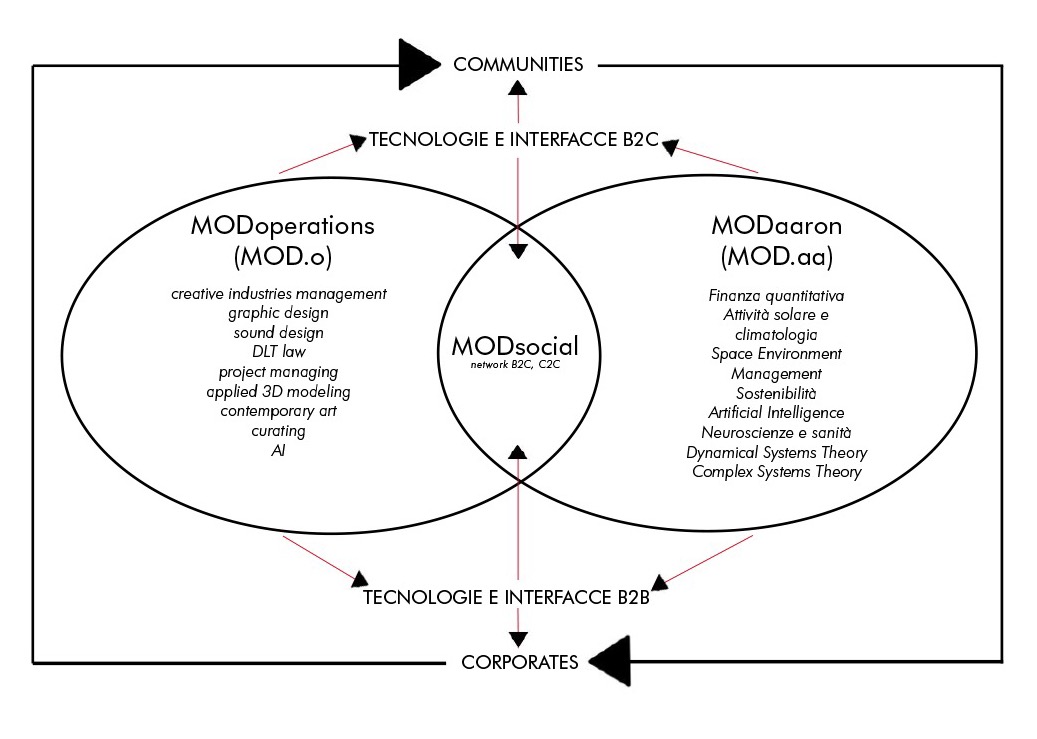 COMMUNITIES
TECNOLOGIE E INTERFACCE B2C
MODoperations
(MOD.o)
creative industries management
graphic design
sound design
DLT law
project managing
applied 3D modeling
contemporary art
curating
AI
MODsocial
network B2C, C2C
MODaaron
(MOD.aa)
Finanza quantitativa
Attività solare e
climatologia
Space Environment
Management
Sostenibilità
Artificial Intelligence
Neuroscienze e sanità
Dynamical Systems Theory
Complex Systems Theory
TECNOLOGIE E INTERFACCE B2B
CORPORATES